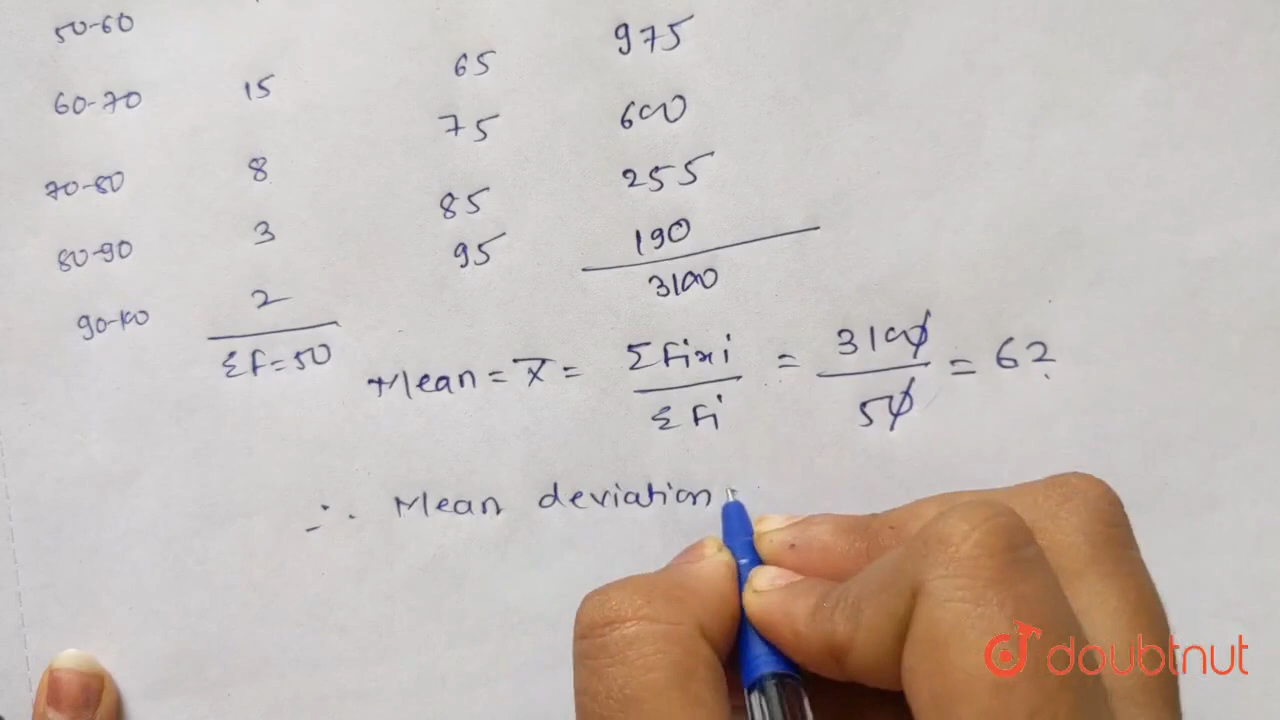 50-60
975
60-70 15 65
70-80 8 75 600
80-90 3 85 255
90-100 2 95 190
Σf=50 3100
Mean = x̄ = Σfixi / Σfi = 3100 / 50 = 62
∴ Mean deviation
doubtnut